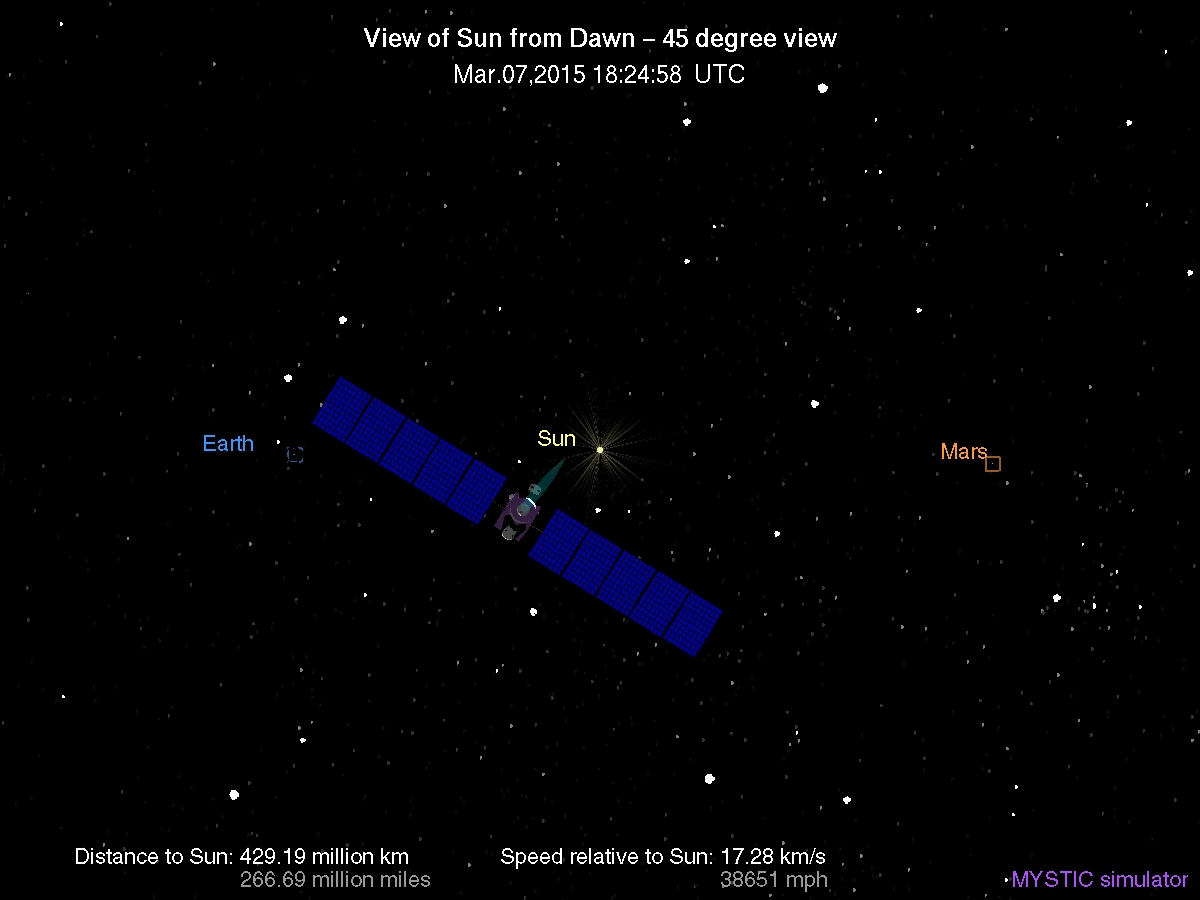 View of Sun from Dawn – 45 degree view
Mar.07,2015 18:24:58 UTC
Sun
Earth
Mars
Distance to Sun: 429.19 million km
266.69 million miles
Speed relative to Sun: 17.28 km/s
38651 mph
MYSTIC simulator